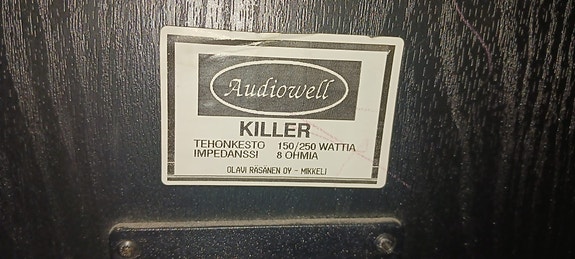 Audiowell
KILLER
TEHONKESTO 150/250 WATTIA
IMPEDANSSI 8 OHMIA
OLAVI RÄSÄNEN OY - MIKKELI